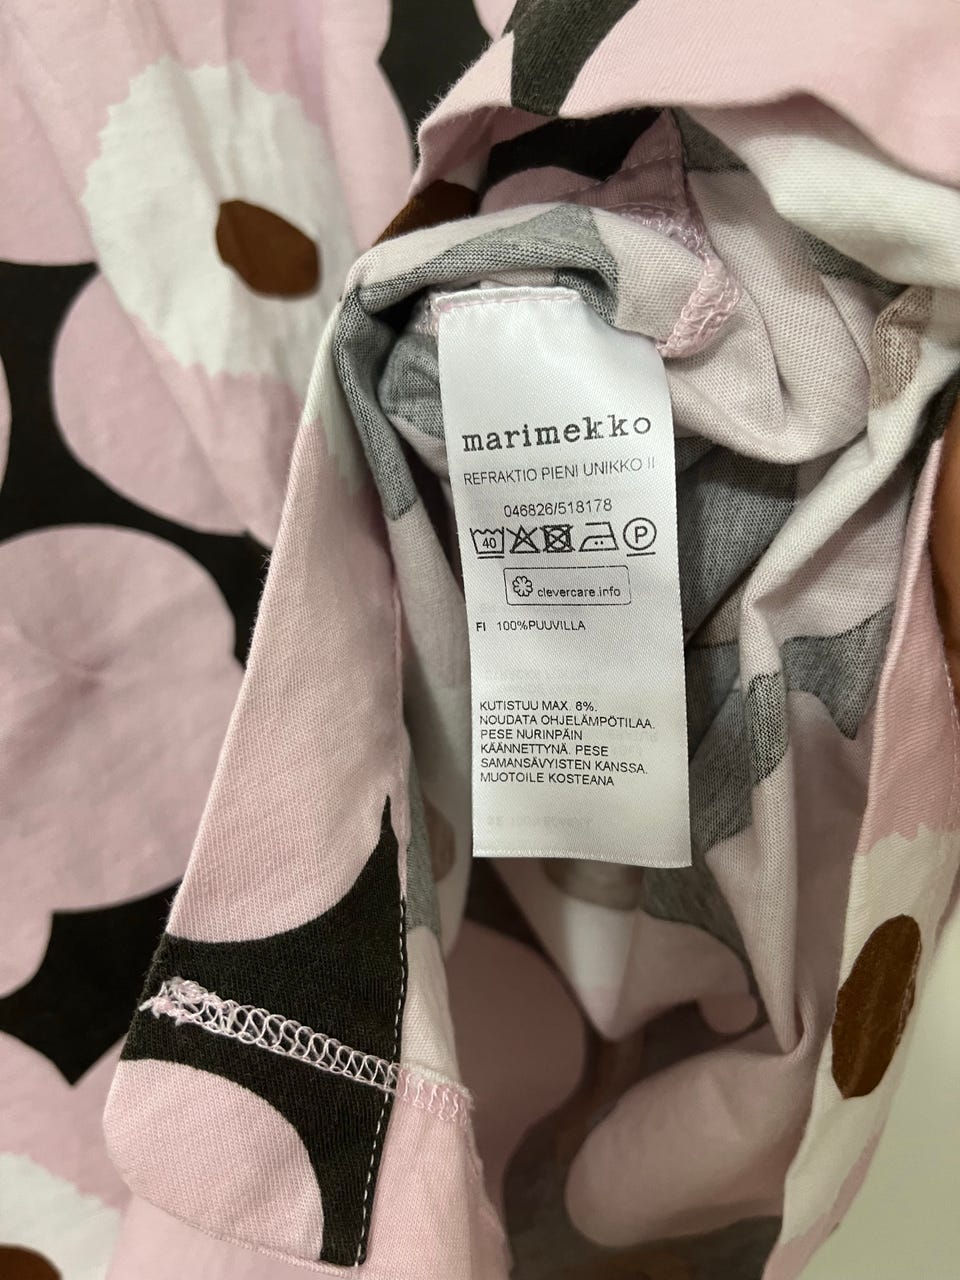 marimekko
REFRAKTIO PIENI UNIKKO II
046826/518178
40 P
clevercare.info
FI 100%PUUVILLA
KUTISTUU MAX. 6%.
NOUDATA OHJELÄMPÖTILAA.
PESE NURINPÄIN
KÄÄNNETTYNÄ. PESE
SAMANSÄVYISTEN KANSSA.
MUOTOILE KOSTEANA